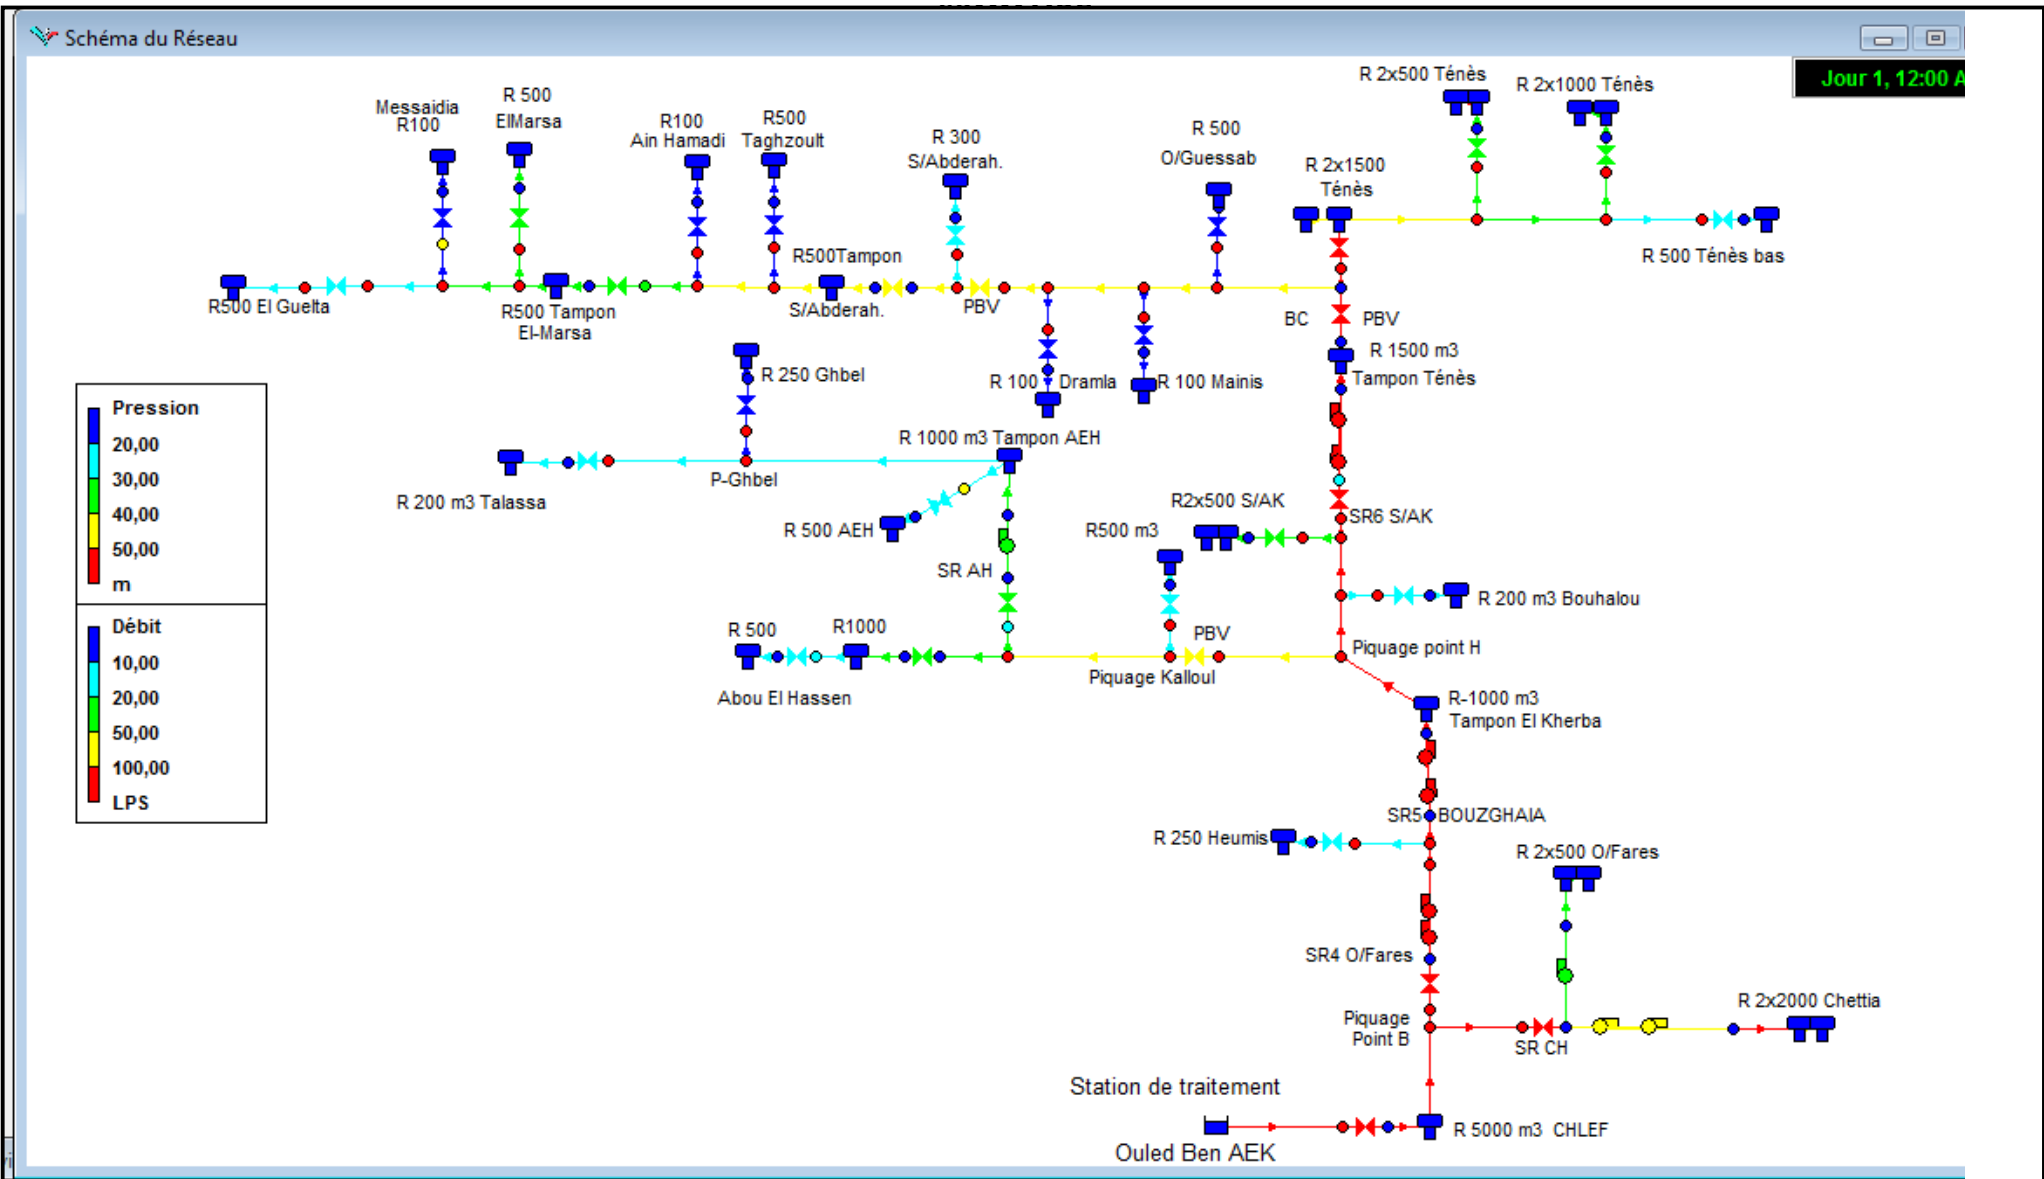 Schéma du Réseau
Jour 1, 12:00 A
R 2x500 Ténès
R 2x1000 Ténès
Messaidia
R100
R 500
ElMarsa
R100
Ain Hamadi
R500
Taghzoult
R 300
S/Abderah.
R 500
O/Guessab
R 2x1500
Ténès
R 500 Ténès bas
R500 El Guelta
R500 Tampon
El-Marsa
R500Tampon
S/Abderah.
PBV
BC
PBV
R 1500 m3
Tampon Ténès
R 250 Ghbel
R 100
Dramla
R 100 Mainis
Pression
20,00
30,00
40,00
50,00
m
Débit
10,00
20,00
50,00
100,00
LPS
R 1000 m3 Tampon AEH
P-Ghbel
R 200 m3 Talassa
R 500 AEH
R2x500 S/AK
SR6 S/AK
R500 m3
SR AH
R 200 m3 Bouhalou
R 500
R1000
PBV
Piquage point H
Piquage Kalloul
Abou El Hassen
R-1000 m3
Tampon El Kherba
SR5
BOUZGHAIA
R 250 Heumis
R 2x500 O/Fares
SR4 O/Fares
R 2x2000 Chettia
Piquage
Point B
SR CH
Station de traitement
R 5000 m3 CHLEF
Ouled Ben AEK